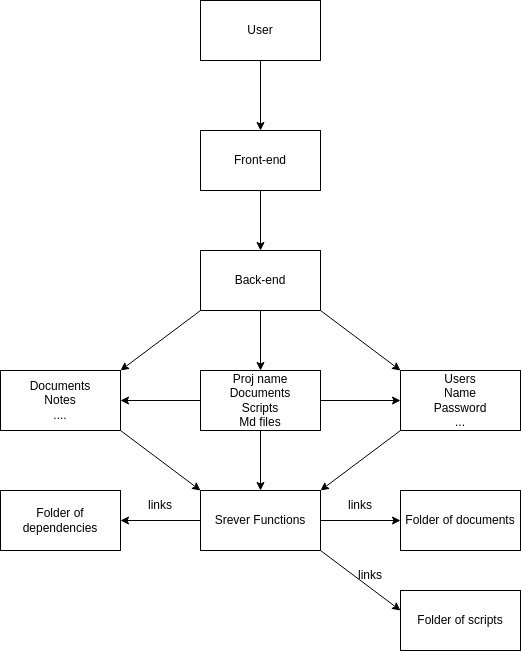 User
Front-end
Back-end
Documents
Notes
....
Proj name
Documents
Scripts
Md files
Users
Name
Password
...
links
links
Folder of
dependencies
Srever Functions
Folder of documents
links
Folder of scripts